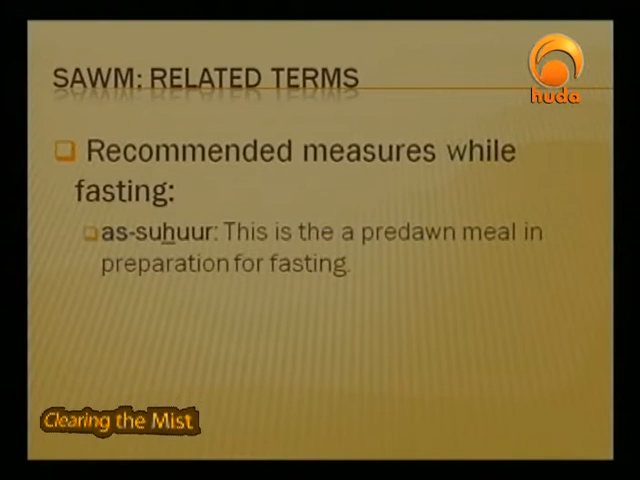 SAWM: RELATED TERMS
huda
Recommended measures while
fasting:
as-suhuur: This is the a predawn meal in
preparation for fasting.
Clearing the Mist